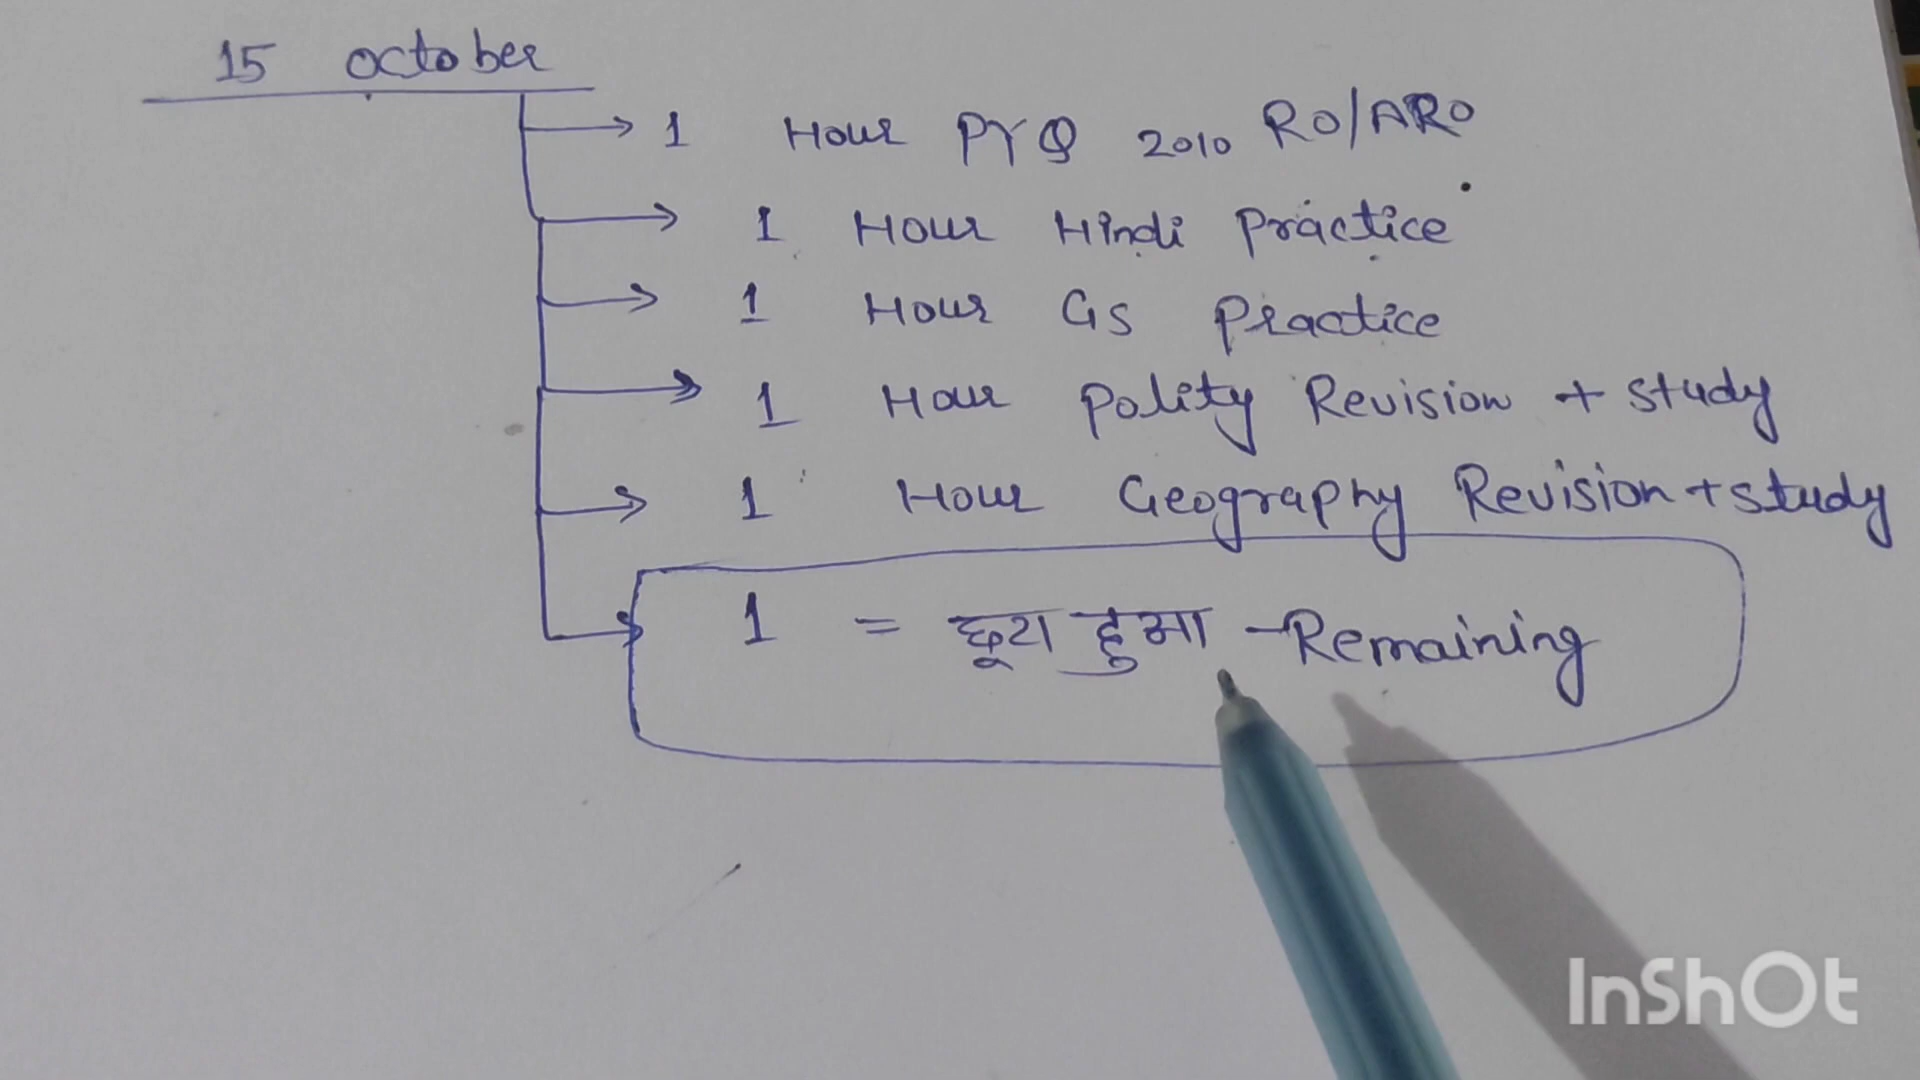 15 october
1 Hour PYQ 2010 RO/ARO
1 Hour Hindi Practice
1 Hour GS Practice
1 Hour Polity Revision + study
1 Hour Geography Revision + study
1 = छूटा हुआ - Remaining
InShOt